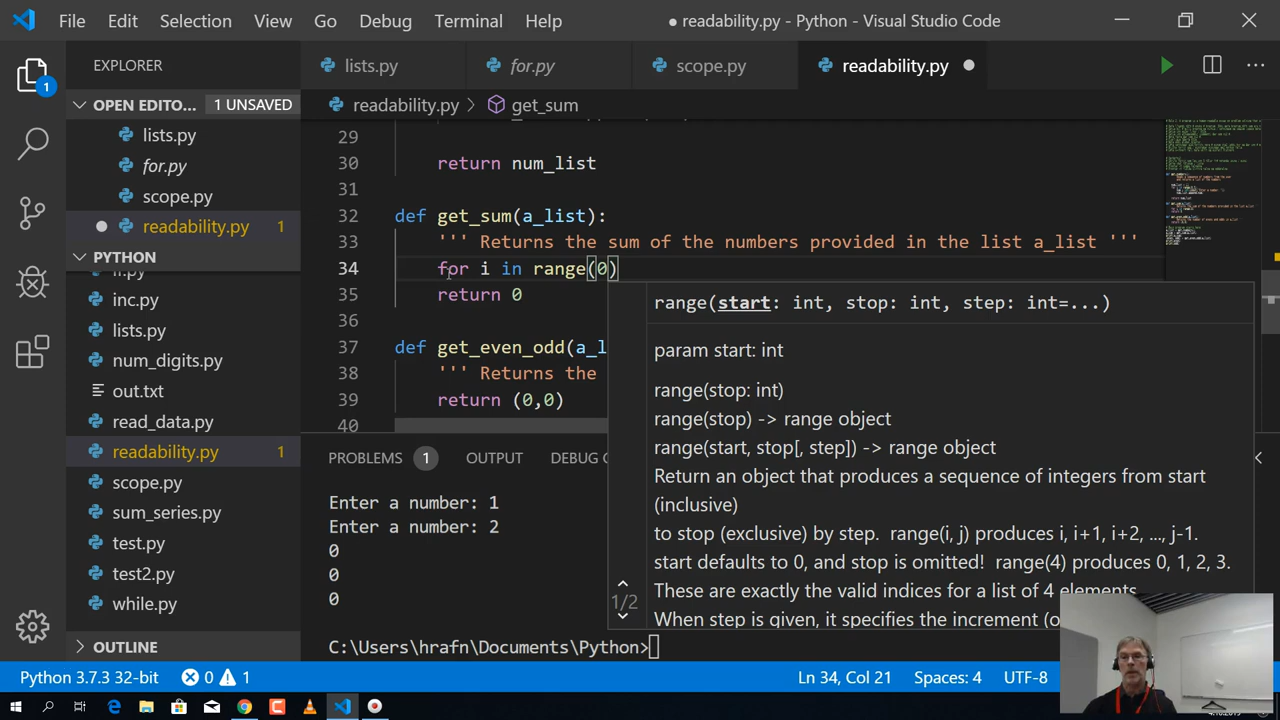 File Edit Selection View Go Debug Terminal Help
● readability.py - Python - Visual Studio Code
EXPLORER
OPEN EDITO... 1 UNSAVED
lists.py
for.py
scope.py
readability.py 1
PYTHON
inc.py
lists.py
num_digits.py
out.txt
read_data.py
readability.py 1
scope.py
sum_series.py
test.py
test2.py
while.py
OUTLINE
1
lists.py for.py scope.py readability.py
readability.py > get_sum
29
30 return num_list
31
32 def get_sum(a_list):
33 ''' Returns the sum of the numbers provided in the list a_list '''
34 for i in range(0)
35 return 0
36
37 def get_even_odd(a_l
38 ''' Returns the
39 return (0,0)
40
range(start: int, stop: int, step: int=...)
param start: int
range(stop: int)
range(stop) -> range object
range(start, stop[, step]) -> range object
Return an object that produces a sequence of integers from start
(inclusive)
to stop (exclusive) by step. range(i, j) produces i, i+1, i+2, ..., j-1.
start defaults to 0, and stop is omitted! range(4) produces 0, 1, 2, 3.
These are exactly the valid indices for a list of 4 elements.
When step is given, it specifies the increment (o
1/2
PROBLEMS 1 OUTPUT DEBUG C
Enter a number: 1
Enter a number: 2
0
0
0
C:\Users\hrafn\Documents\Python>
Python 3.7.3 32-bit 0 1 Ln 34, Col 21 Spaces: 4 UTF-8